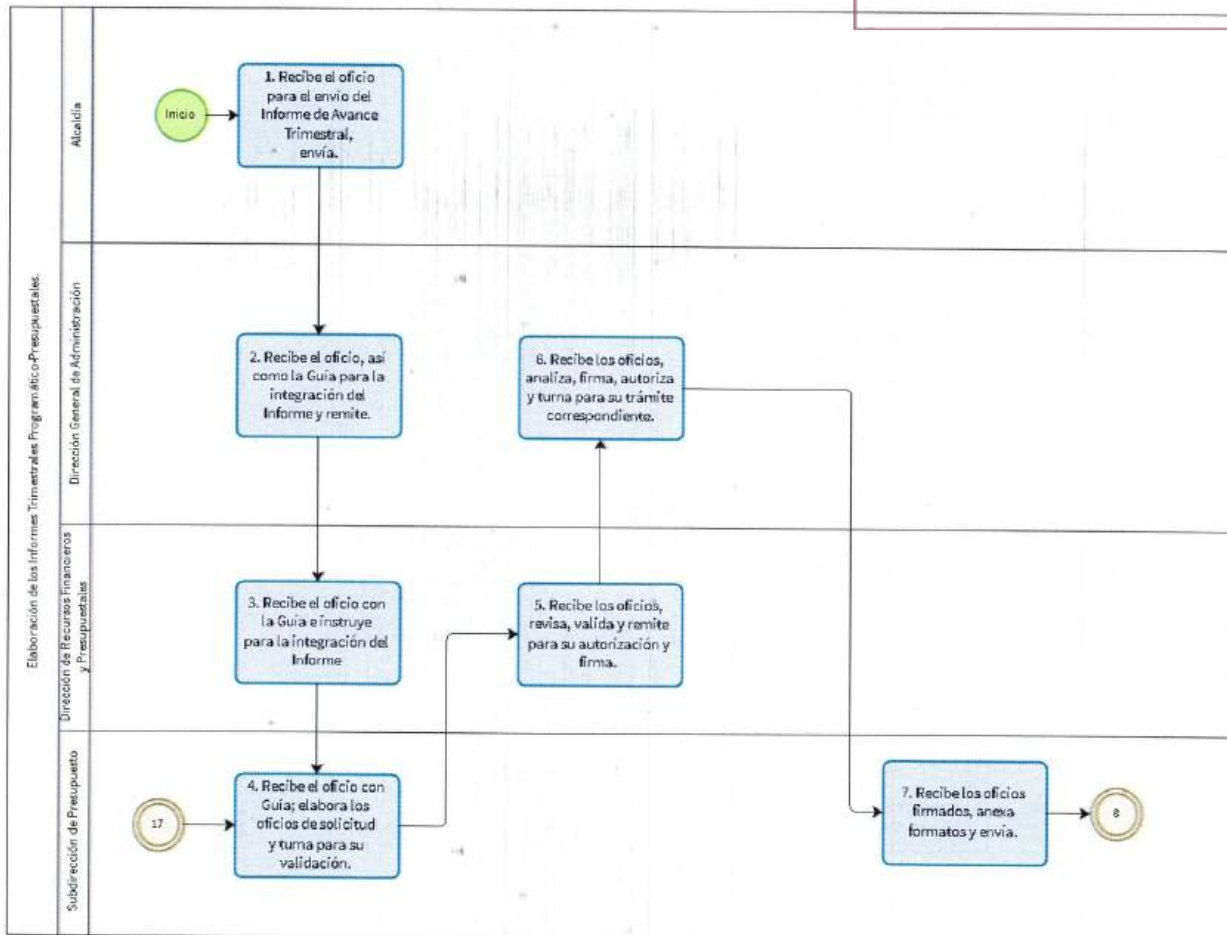 Elaboración de los Informes Trimestrales Programático-Presupuestales.
Alcaldía
Inicio
1. Recibe el oficio
para el envío del
Informe de Avance
Trimestral,
envía.
Dirección General de Administración
2. Recibe el oficio, así
como la Guía para la
integración del
Informe y remite.
6. Recibe los oficios,
analiza, firma, autoriza
y turna para su trámite
correspondiente.
Dirección de Recursos Financieros
y Presupuestales
3. Recibe el oficio con
la Guía e instruye
para la integración del
Informe
5. Recibe los oficios,
revisa, valida y remite
para su autorización y
firma.
Subdirección de Presupuesto
17
4. Recibe el oficio con
Guía; elabora los
oficios de solicitud
y turna para su
validación.
7. Recibe los oficios
firmados, anexa
formatos y envia.
8